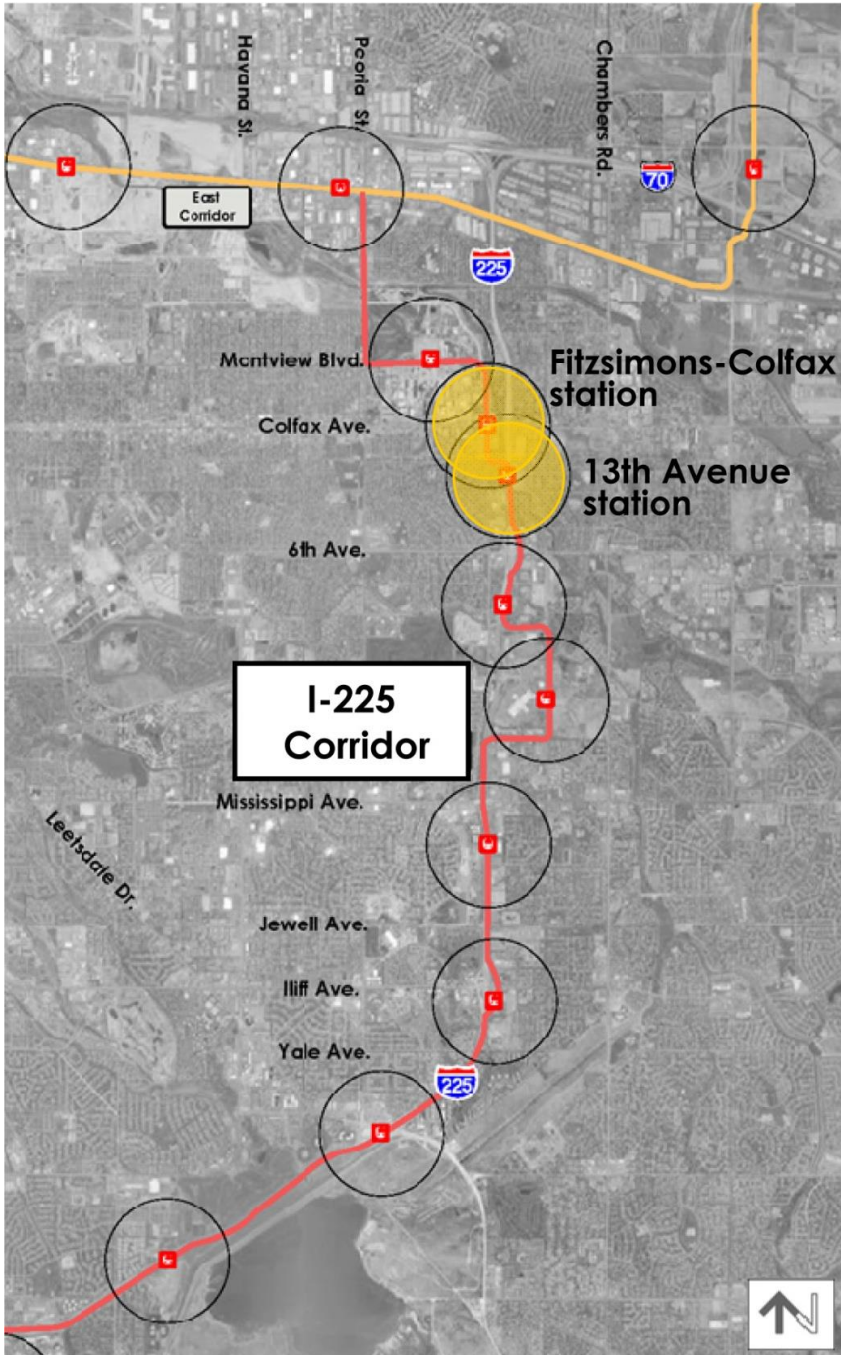 Havana St.
Peoria St.
Chambers Rd.
70
East
Corridor
225
Montview Blvd.
Fitzsimons-Colfax
station
Colfax Ave.
13th Avenue
station
6th Ave.
I-225
Corridor
Mississippi Ave.
Leetsdale Dr.
Jewell Ave.
Iliff Ave.
Yale Ave.
225
N